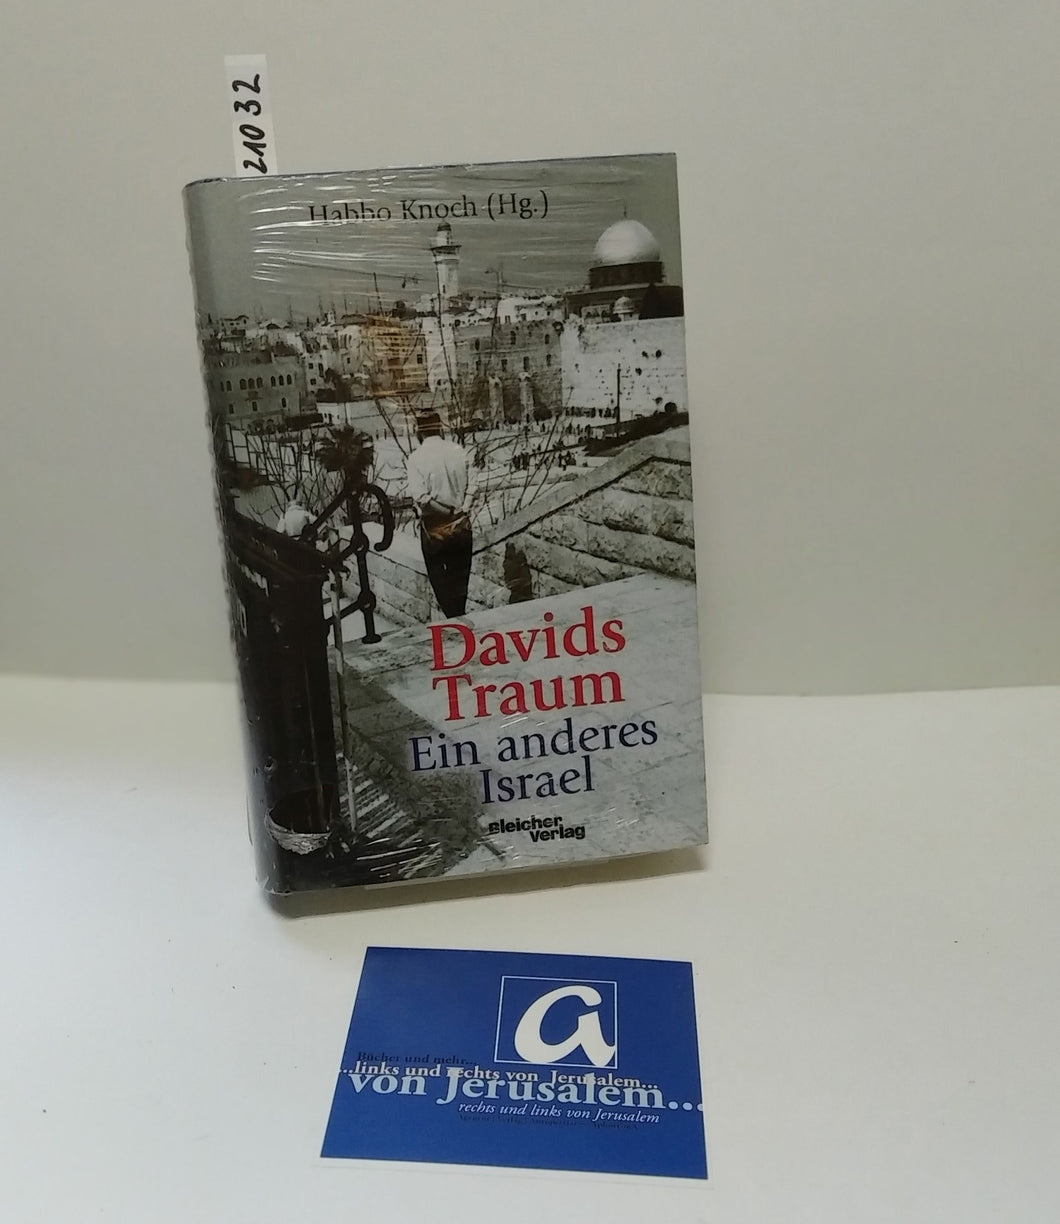 21032
Habbo Knoch (Hg.)
Davids
Traum
Ein anderes
Israel
Bleicher
Verlag
a
Bücher und mehr...
...links und rechts von Jerusalem...
von Jerusalem...
rechts und links von Jerusalem